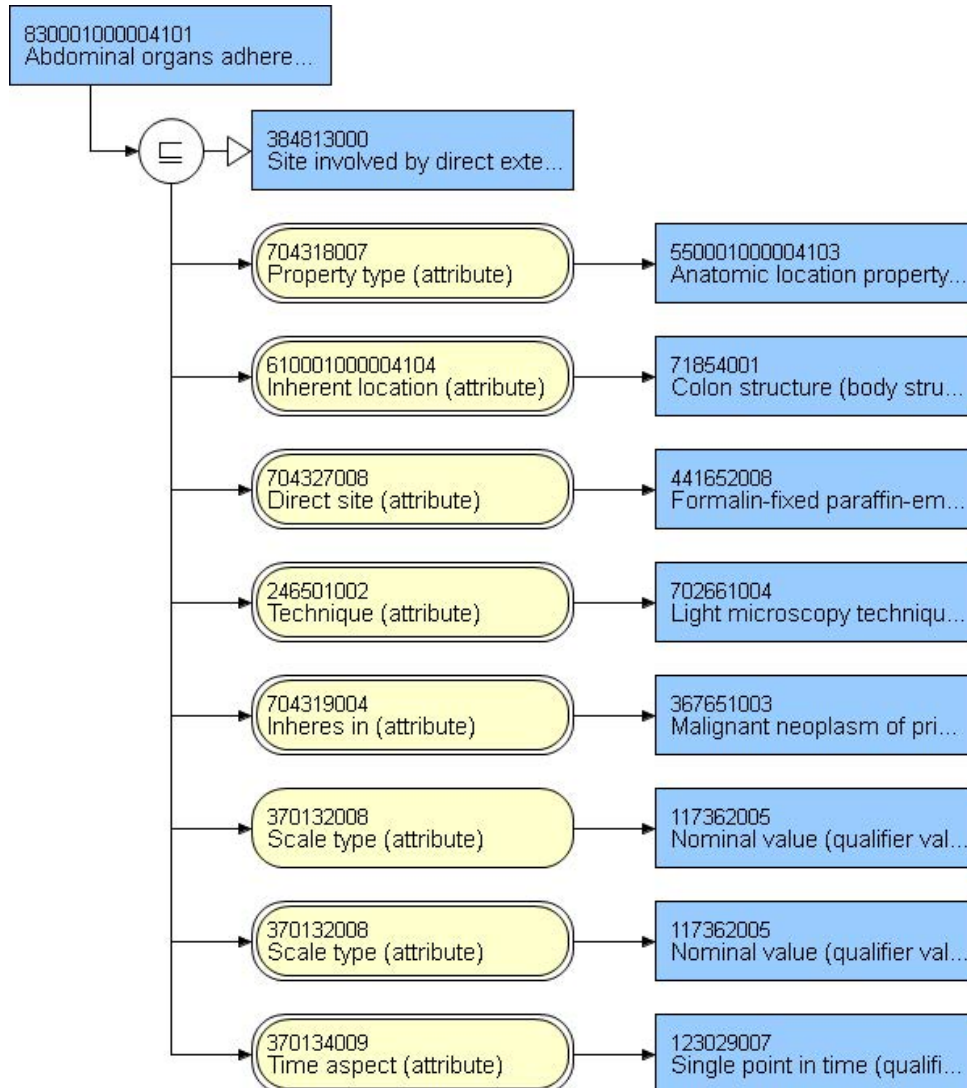 830001000004101
Abdominal organs adhere...
⊑
384813000
Site involved by direct exte...
704318007
Property type (attribute)
550001000004103
Anatomic location property...
610001000004104
Inherent location (attribute)
71854001
Colon structure (body stru...
704327008
Direct site (attribute)
441652008
Formalin-fixed paraffin-em...
246501002
Technique (attribute)
702661004
Light microscopy techniqu...
704319004
Inheres in (attribute)
367651003
Malignant neoplasm of pri...
370132008
Scale type (attribute)
117362005
Nominal value (qualifier val...
370132008
Scale type (attribute)
117362005
Nominal value (qualifier val...
370134009
Time aspect (attribute)
123029007
Single point in time (qualifi...